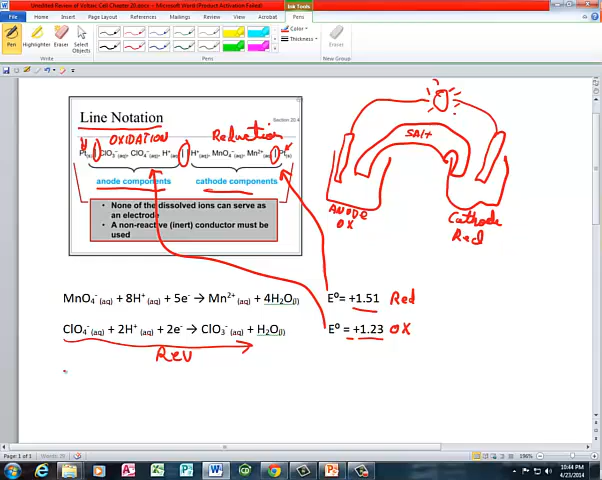 Unsdited Review of Voltaic Cell Chapter 20.docx - Microsoft Word (Product Activation Failed)
Ink Tools
File Home Insert Page Layout References Mailings Review View Acrobat Pens
Pen Highlighter Eraser Select Objects
Color
Thickness
Eraser
Write Pens New Group
Line Notation
Section 20.4
OXIDATION Reduction
Pt(s) | ClO₃⁻(aq), ClO₄⁻(aq), H⁺(aq) || H⁺(aq), MnO₄⁻(aq), Mn²⁺(aq) | Pt(s)
anode components cathode components
• None of the dissolved ions can serve as an electrode
• A non-reactive (inert) conductor must be used
SAlt
ANODE
OX
Cathode
Red
MnO₄⁻ (aq) + 8H⁺ (aq) + 5e⁻ → Mn²⁺ (aq) + 4H₂O(l) E⁰= +1.51 Red
ClO₄⁻ (aq) + 2H⁺ (aq) + 2e⁻ → ClO₃⁻ (aq) + H₂O(l) E⁰ = +1.23 OX
Rev
Page: 1 of 1 Words: 29 196%
10:44 PM
4/23/2014